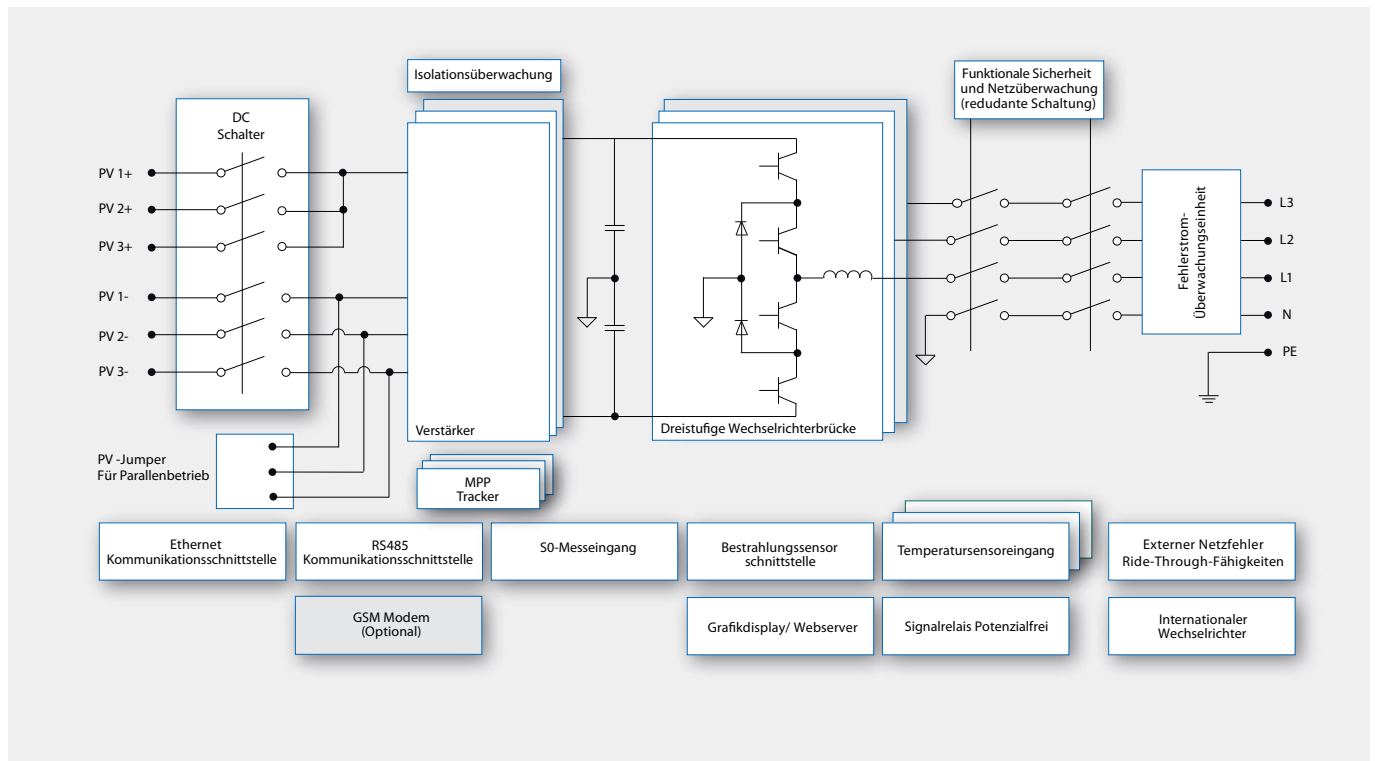 Isolationsüberwachung
Funktionale Sicherheit
und Netzüberwachung
(redudante Schaltung)
DC
Schalter
PV 1+
PV 2+
PV 3+
PV 1-
PV 2-
PV 3-
Verstärker
Dreistufige Wechselrichterbrücke
Fehlerstrom-
Überwachungseinheit
L3
L2
L1
N
PE
PV -Jumper
Für Parallenbetrieb
MPP
Tracker
Ethernet
Kommunikationsschnittstelle
RS485
Kommunikationsschnittstelle
S0-Messeingang
Bestrahlungssensor
schnittstelle
Temperatursensoreingang
Externer Netzfehler
Ride-Through-Fähigkeiten
GSM Modem
(Optional)
Grafikdisplay/ Webserver
Signalrelais Potenzialfrei
Internationaler
Wechselrichter